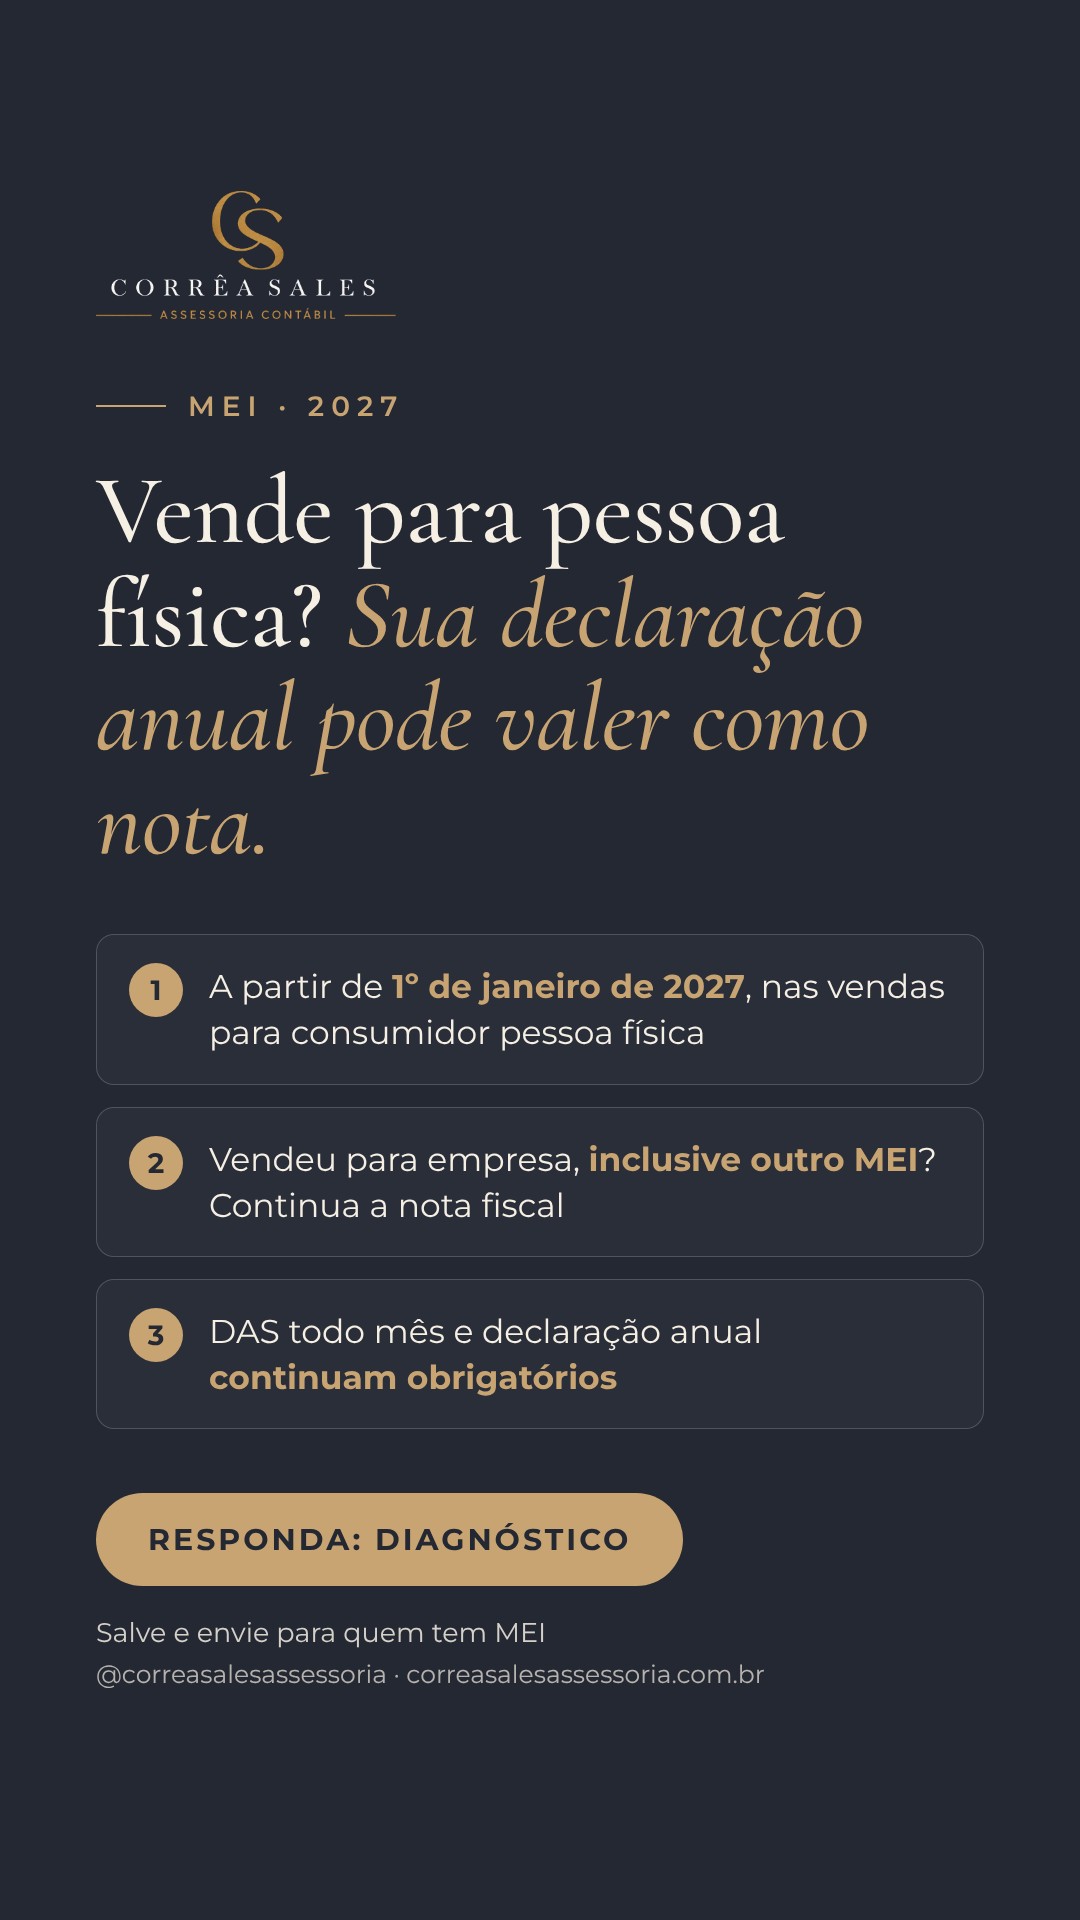 CS
CORRÊA SALES
ASSESSORIA CONTÁBIL
MEI · 2027
Vende para pessoa
física? Sua declaração
anual pode valer como
nota.
1 A partir de 1º de janeiro de 2027, nas vendas
para consumidor pessoa física
2 Vendeu para empresa, inclusive outro MEI?
Continua a nota fiscal
3 DAS todo mês e declaração anual
continuam obrigatórios
RESPONDA: DIAGNÓSTICO
Salve e envie para quem tem MEI
@correasalesassessoria · correasalesassessoria.com.br